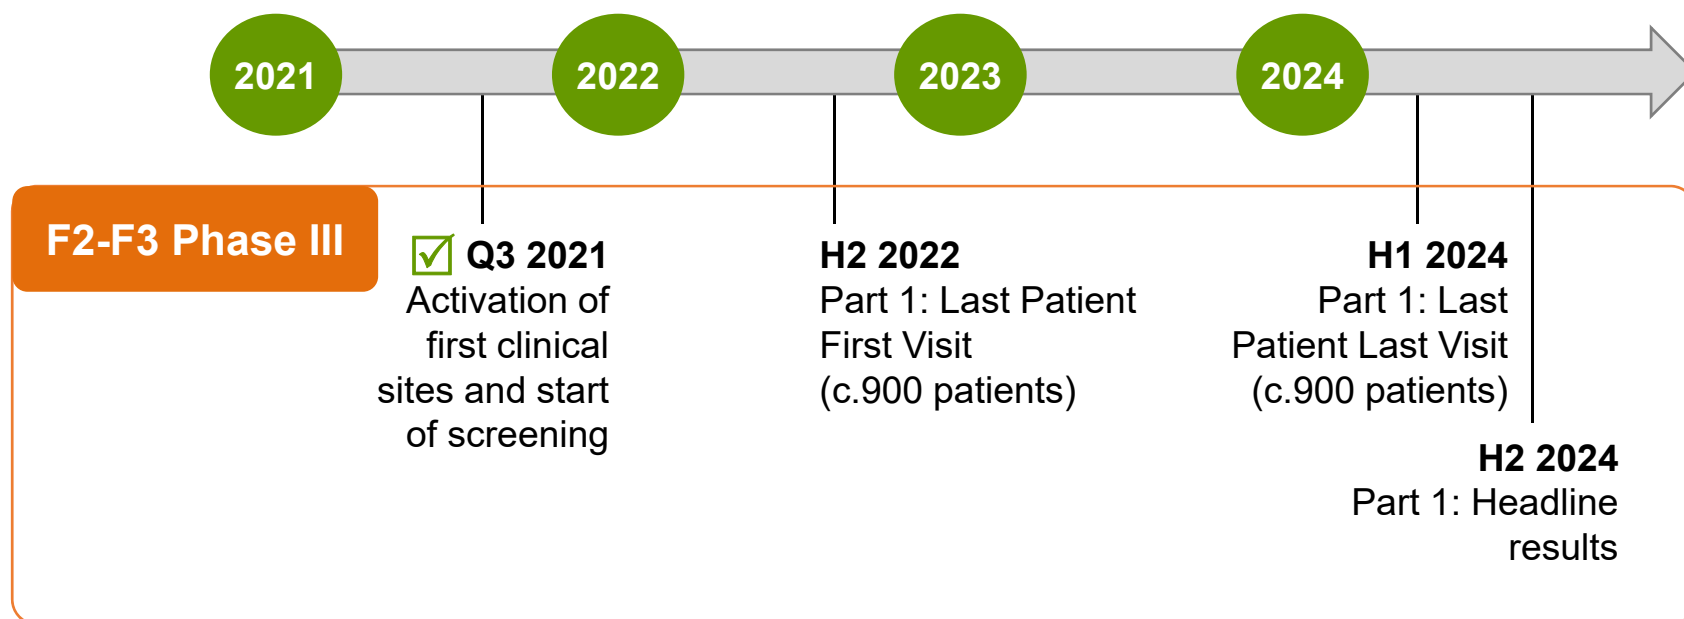 2021
2022
2023
2024
F2-F3 Phase III
Q3 2021
Activation of
first clinical
sites and start
of screening
H2 2022
Part 1: Last Patient
First Visit
(c.900 patients)
H1 2024
Part 1: Last
Patient Last Visit
(c.900 patients)
H2 2024
Part 1: Headline
results